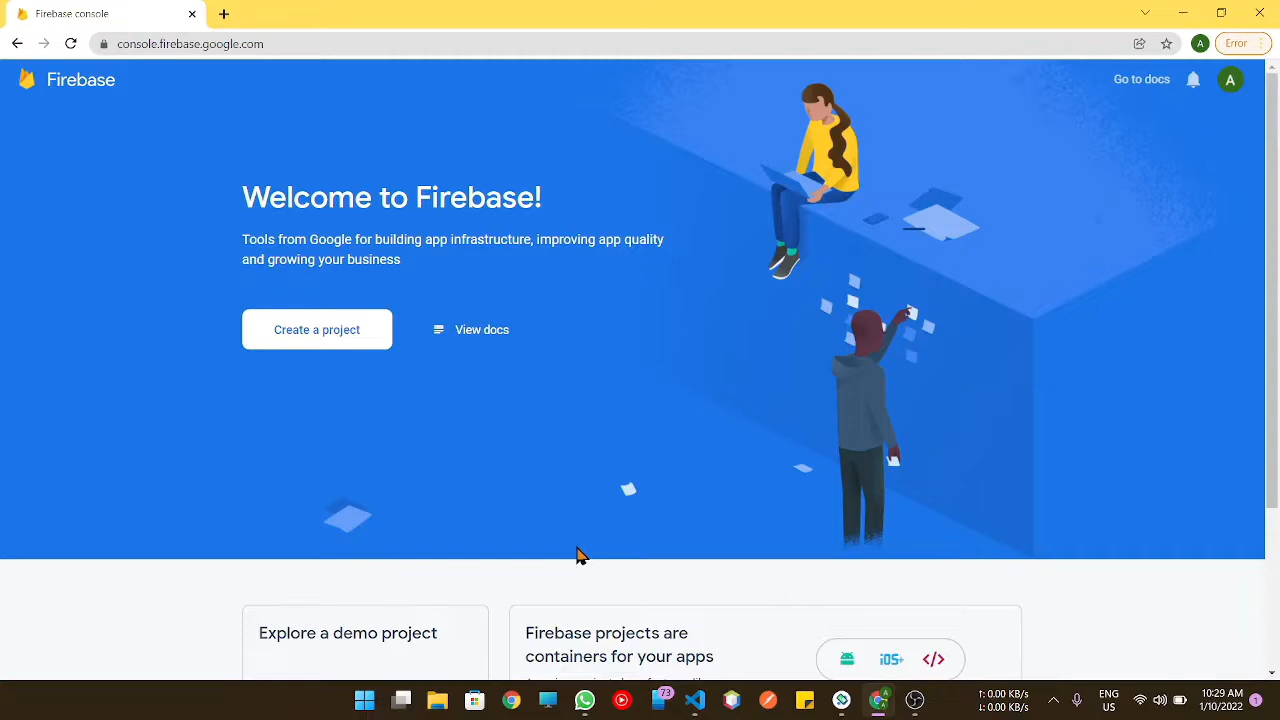 Firebase console
console.firebase.google.com
A
Error
Firebase
Go to docs
A
Welcome to Firebase!
Tools from Google for building app infrastructure, improving app quality
and growing your business
Create a project
View docs
Explore a demo project
Firebase projects are
containers for your apps
iOS+
</>
73
A
1: 0.00 KB/s
1: 0.00 KB/s
ENG
US
10:29 AM
1/10/2022
1